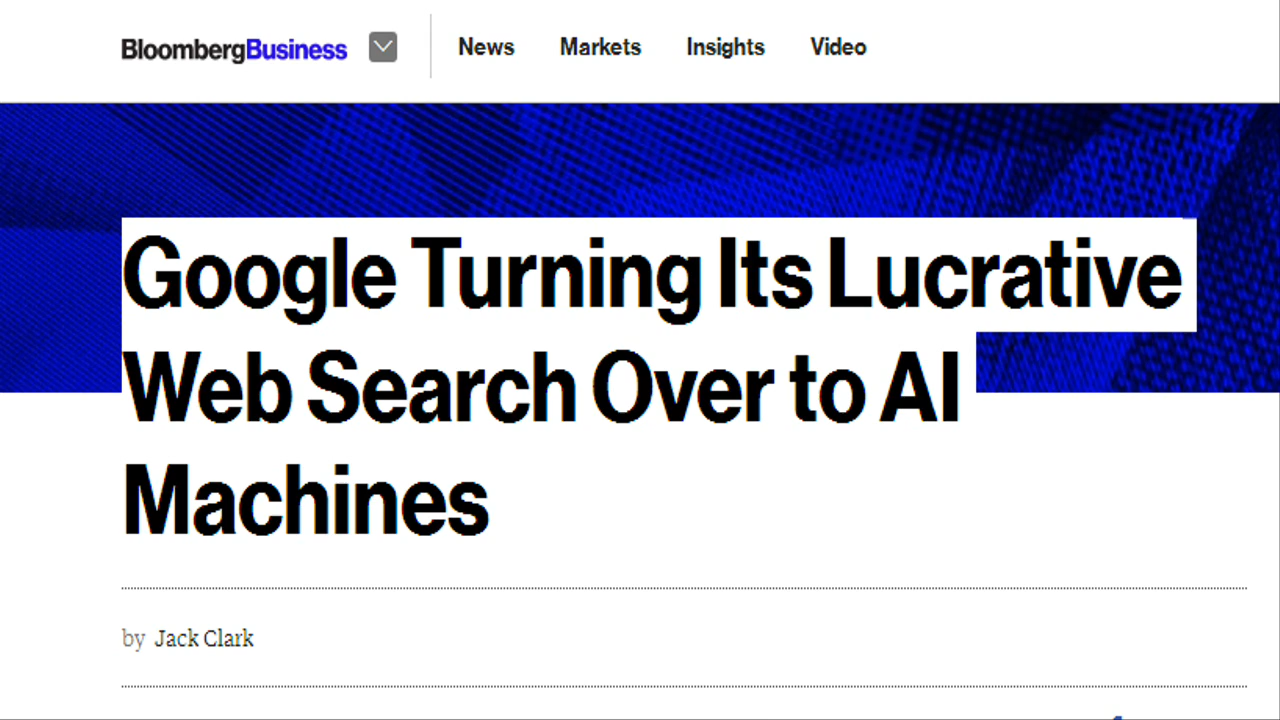 BloombergBusiness News Markets Insights Video
Google Turning Its Lucrative
Web Search Over to AI
Machines
by Jack Clark